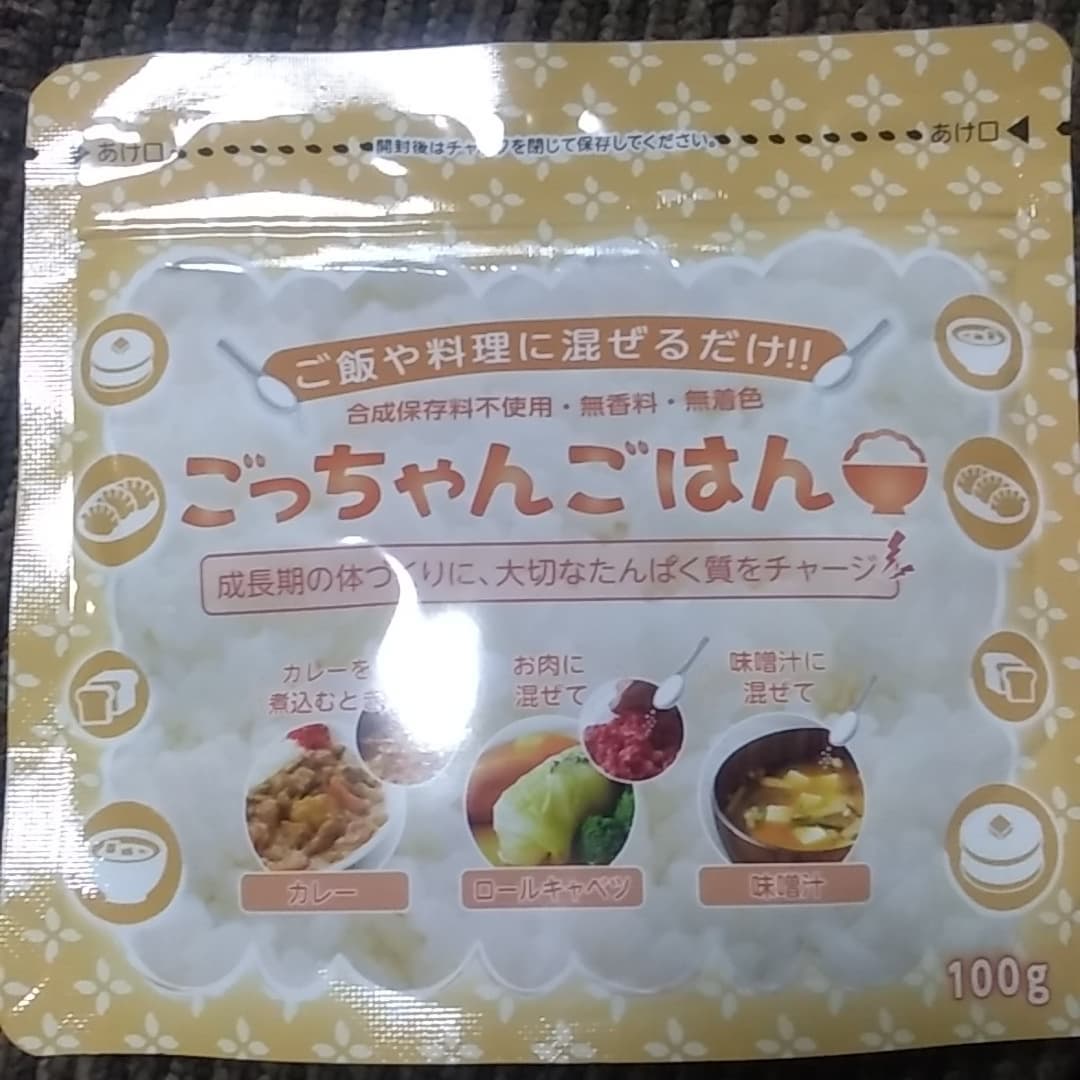 あけ口
開封後はチャックを閉じて保存してください。
あけ口
ご飯や料理に混ぜるだけ!!
合成保存料不使用・無香料・無着色
ごっちゃんごはん
成長期の体づくりに、大切なたんぱく質をチャージ
カレーを
煮込むとき
お肉に
混ぜて
味噌汁に
混ぜて
カレー
ロールキャベツ
味噌汁
100g